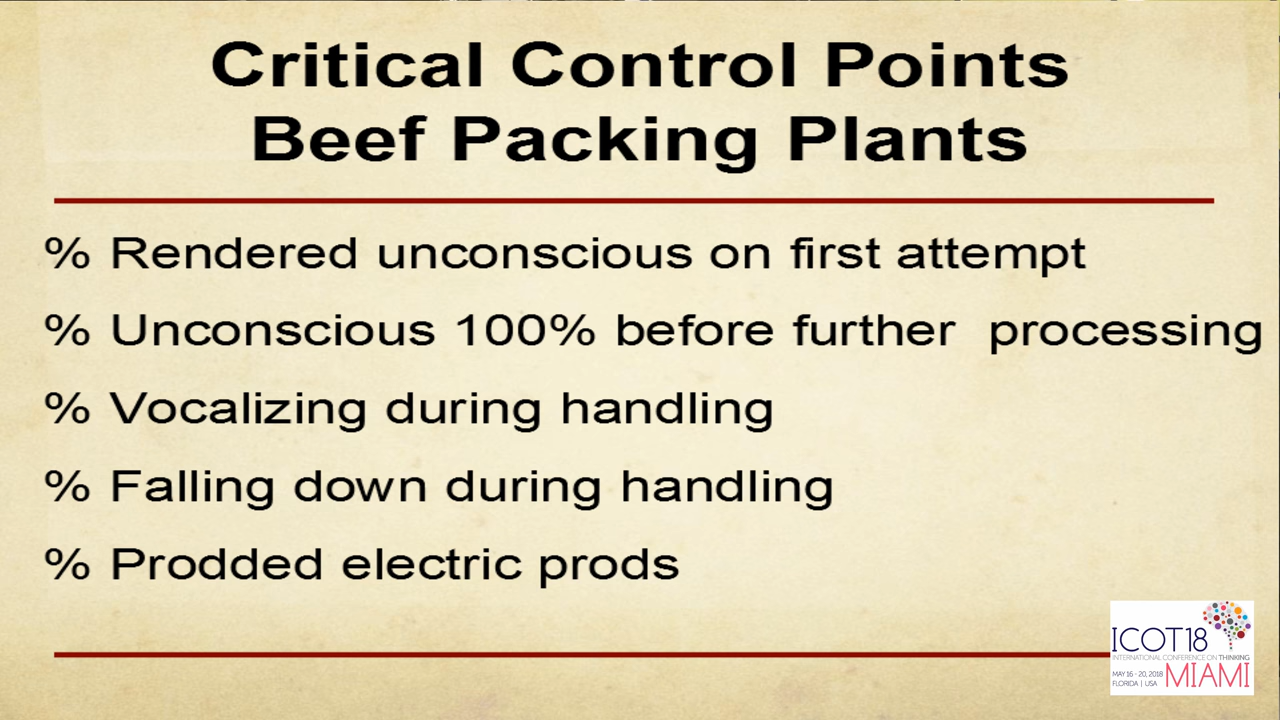 Critical Control Points
Beef Packing Plants
% Rendered unconscious on first attempt
% Unconscious 100% before further processing
% Vocalizing during handling
% Falling down during handling
% Prodded electric prods
ICOT18
INTERNATIONAL CONFERENCE ON THINKING
MAY 16 - 20, 2018
FLORIDA | USA
MIAMI